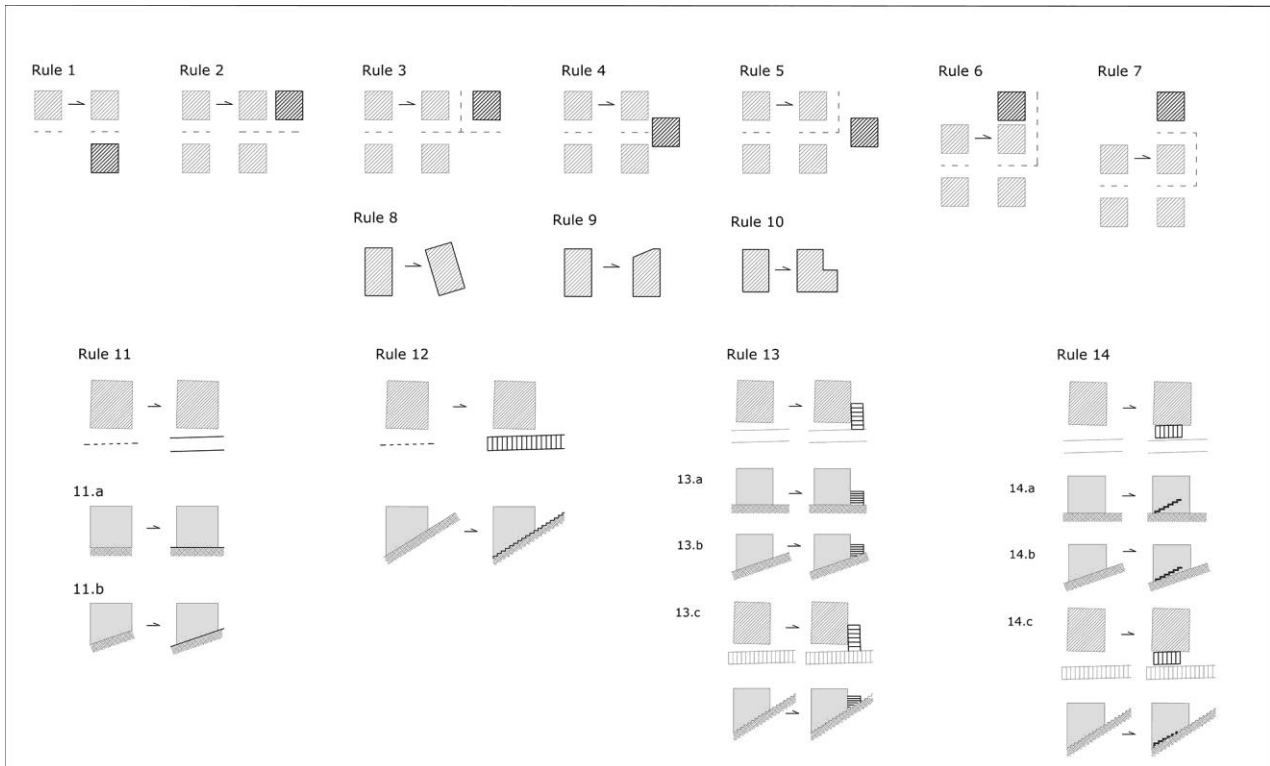 Rule 1
Rule 2
Rule 3
Rule 4
Rule 5
Rule 6
Rule 7
Rule 8
Rule 9
Rule 10
Rule 11
Rule 12
Rule 13
Rule 14
11.a
11.b
13.a
13.b
13.c
14.a
14.b
14.c